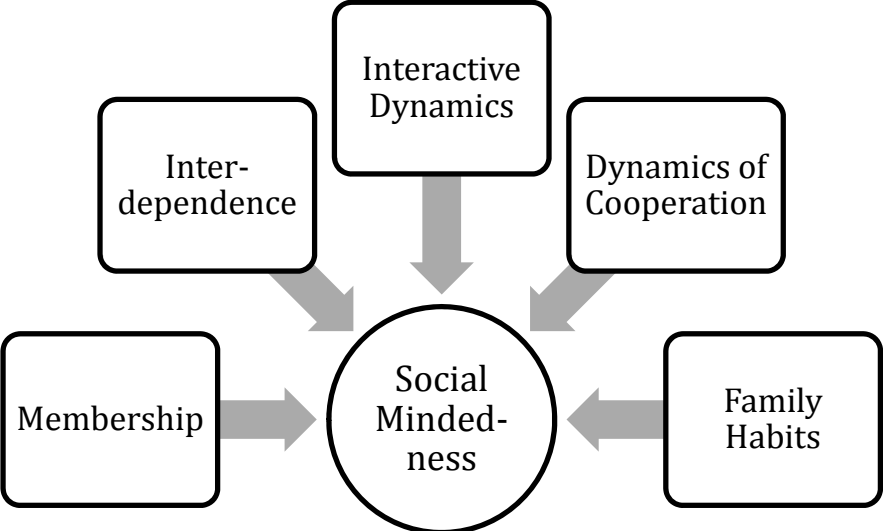 Interactive
Dynamics
Inter-
dependence
Dynamics of
Cooperation
Membership
Social
Minded-
ness
Family
Habits